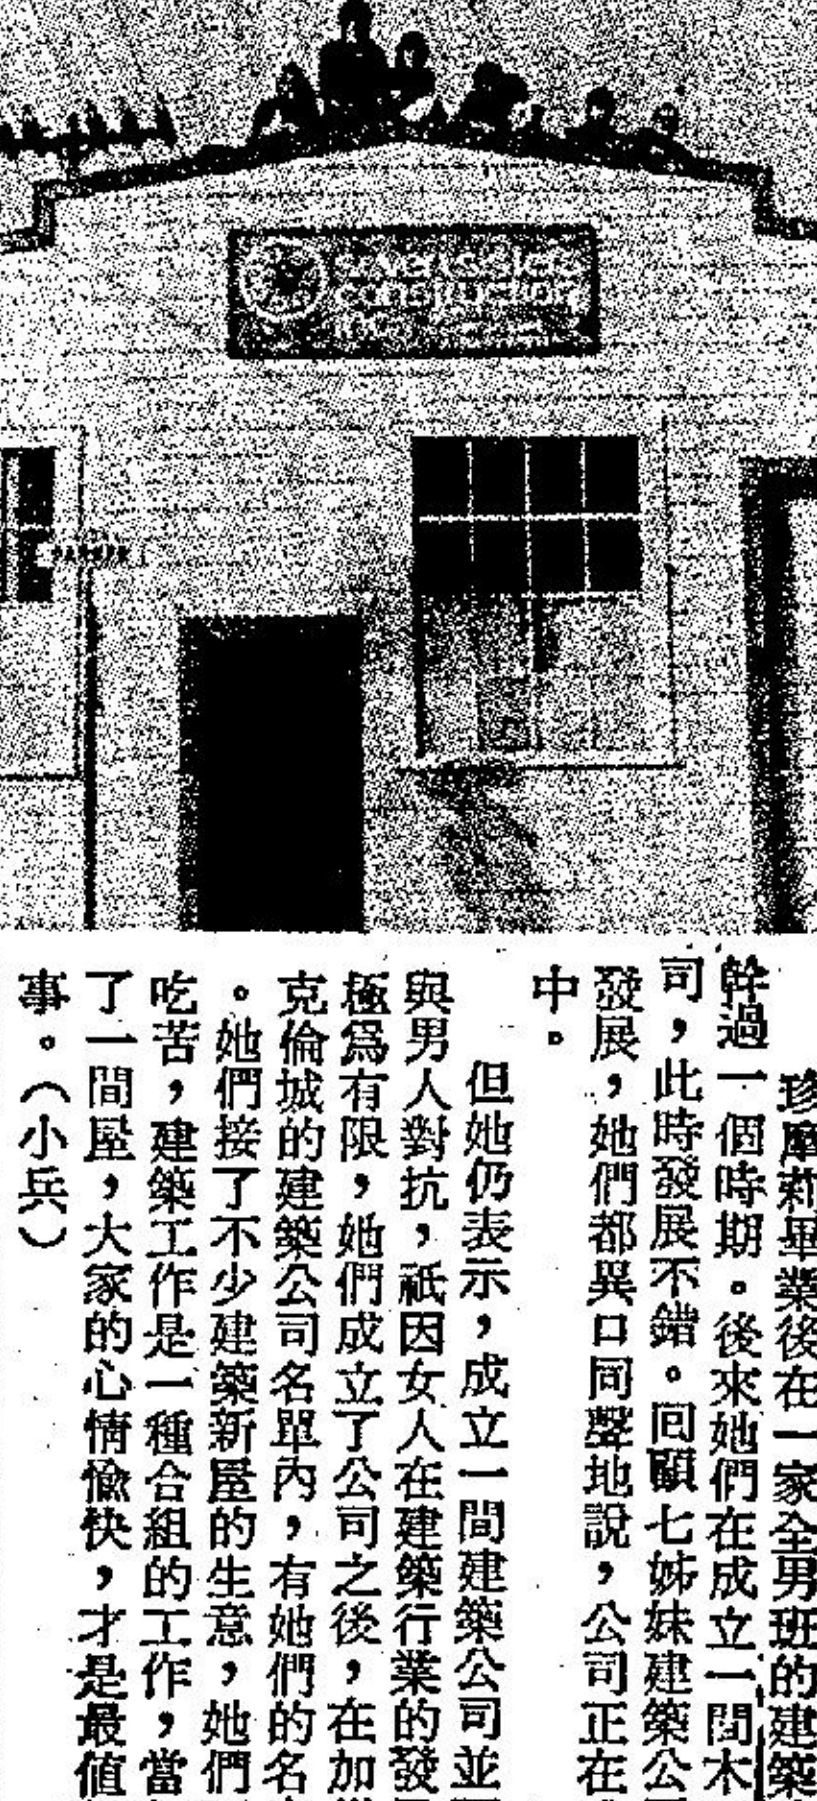 seven sisters
construction
inc.
珍摩莉畢業後在一家全男班的建築
幹過一個時期。後來她們在成立一間木
司，此時發展不錯。回顧七姊妹建築公
發展，她們都異口同聲地說，公司正在
中。
但她仍表示，成立一間建築公司並
與男人對抗，祇因女人在建築行業的發
極爲有限，她們成立了公司之後，在加
克倫城的建築公司名單內，有她們的名
。她們接了不少建築新屋的生意，她們
吃苦，建築工作是一種合組的工作，當
了一間屋，大家的心情愉快，才是最值
事。（小兵）